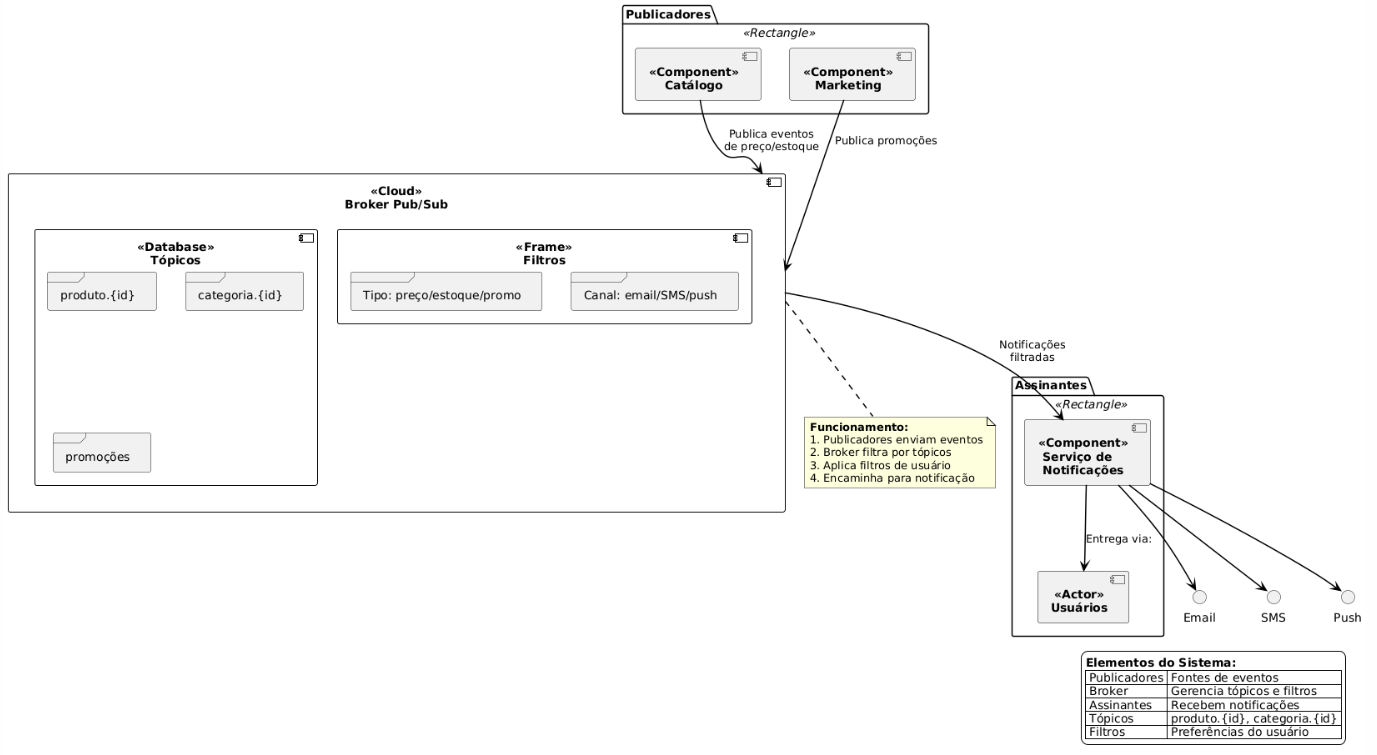 Publicadores
«Rectangle»
«Component»
Catálogo
«Component»
Marketing
Publica eventos
de preço/estoque
Publica promoções
«Cloud»
Broker Pub/Sub
«Database»
Tópicos
produto.{id}
categoria.{id}
promoções
«Frame»
Filtros
Tipo: preço/estoque/promo
Canal: email/SMS/push
Notificações
filtradas
Funcionamento:
1. Publicadores enviam eventos
2. Broker filtra por tópicos
3. Aplica filtros de usuário
4. Encaminha para notificação
Assinantes
«Rectangle»
«Component»
Serviço de
Notificações
Entrega via:
«Actor»
Usuários
Email
SMS
Push
Elementos do Sistema:
Publicadores Fontes de eventos
Broker Gerencia tópicos e filtros
Assinantes Recebem notificações
Tópicos produto.{id}, categoria.{id}
Filtros Preferências do usuário